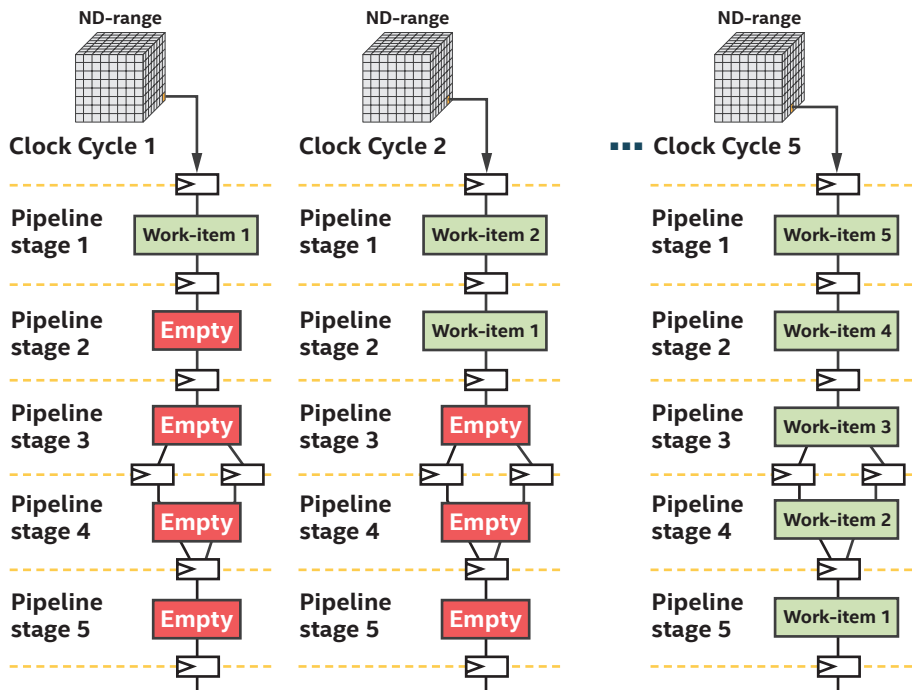 ND-range
Clock Cycle 1
Pipeline
stage 1
Work-item 1
Pipeline
stage 2
Empty
Pipeline
stage 3
Empty
Pipeline
stage 4
Empty
Pipeline
stage 5
Empty
ND-range
Clock Cycle 2
Pipeline
stage 1
Work-item 2
Pipeline
stage 2
Work-item 1
Pipeline
stage 3
Empty
Pipeline
stage 4
Empty
Pipeline
stage 5
Empty
ND-range
Clock Cycle 5
Pipeline
stage 1
Work-item 5
Pipeline
stage 2
Work-item 4
Pipeline
stage 3
Work-item 3
Pipeline
stage 4
Work-item 2
Pipeline
stage 5
Work-item 1